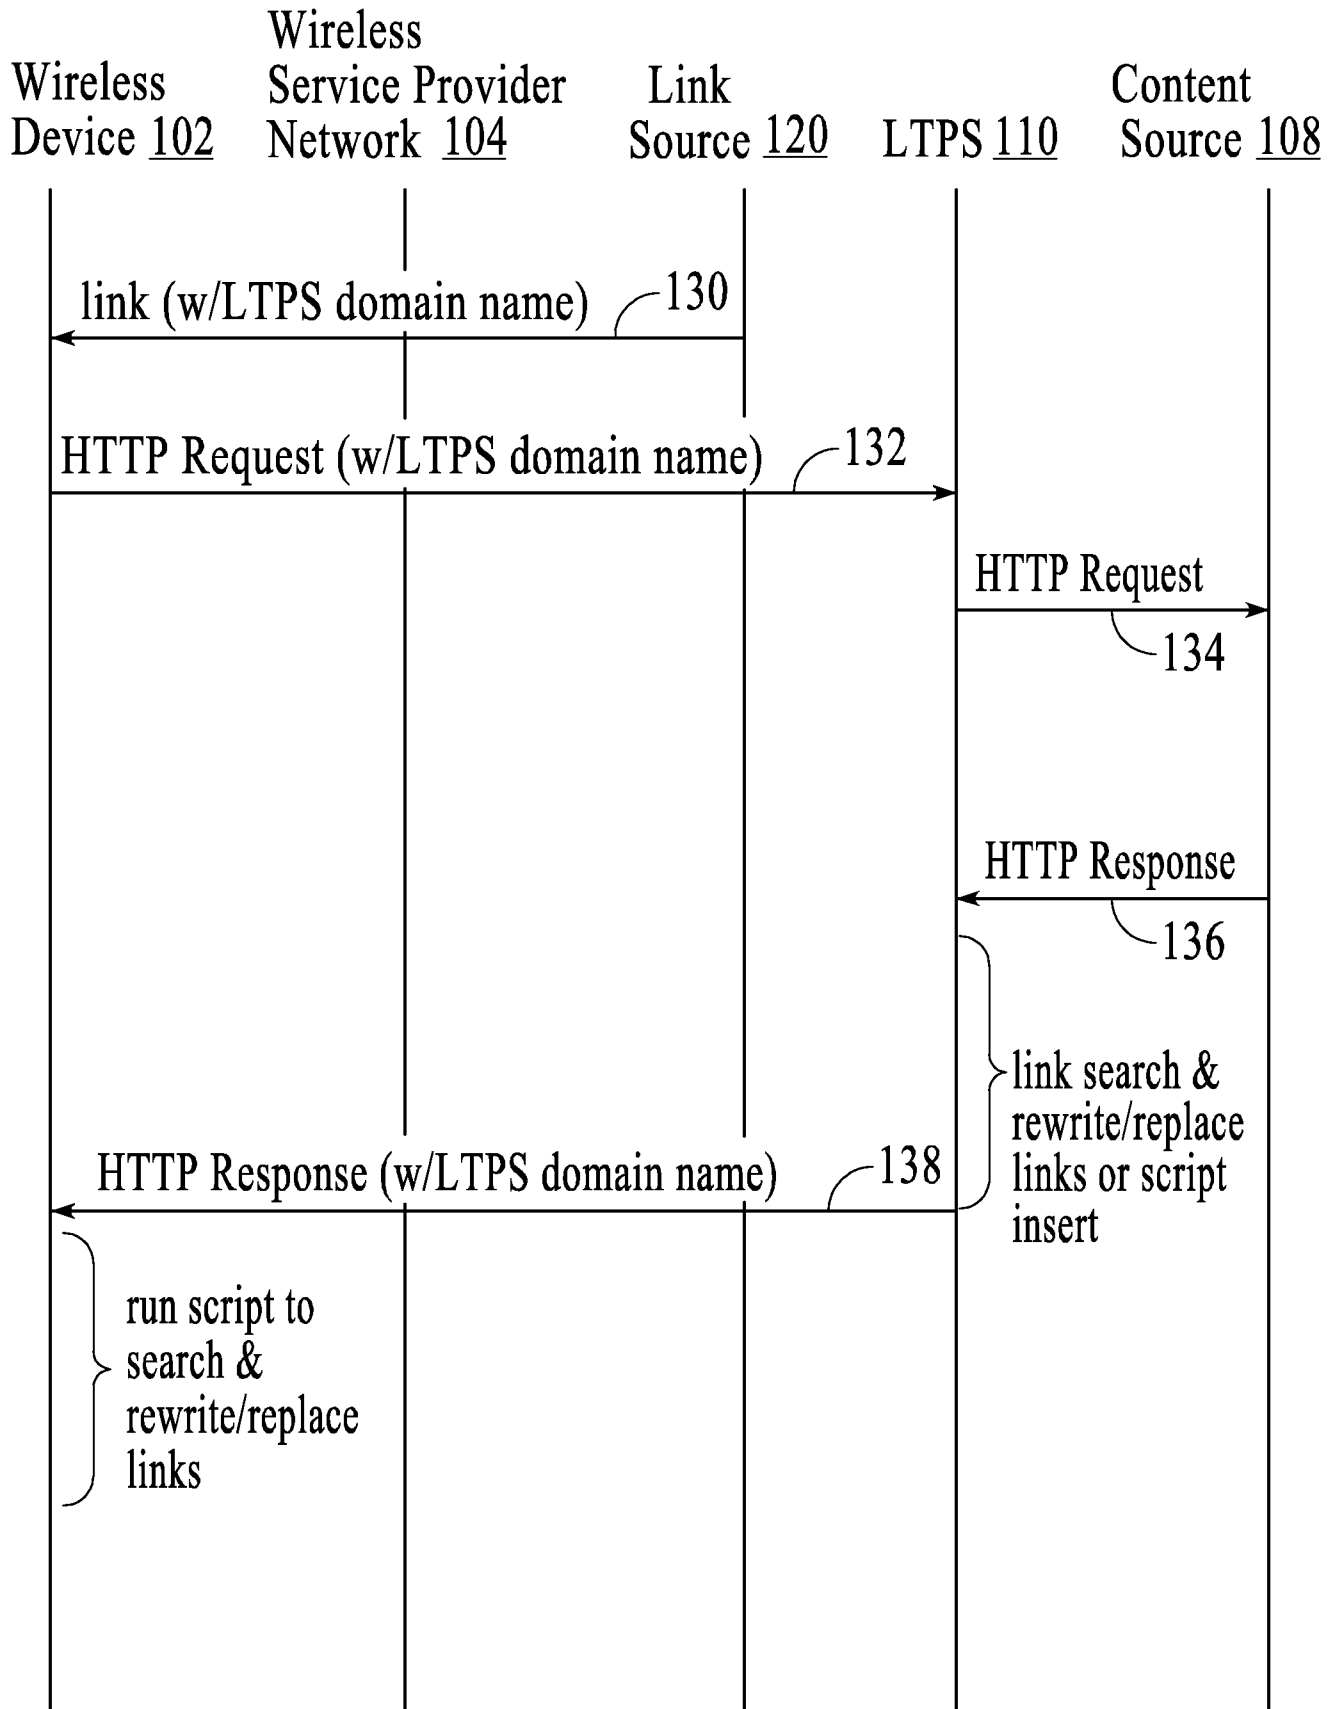 Wireless
Device 102
Wireless
Service Provider
Network 104
Link
Source 120
LTPS 110
Content
Source 108
link (w/LTPS domain name)
130
HTTP Request (w/LTPS domain name)
132
HTTP Request
134
HTTP Response
136
link search &
rewrite/replace
links or script
insert
HTTP Response (w/LTPS domain name)
138
run script to
search &
rewrite/replace
links